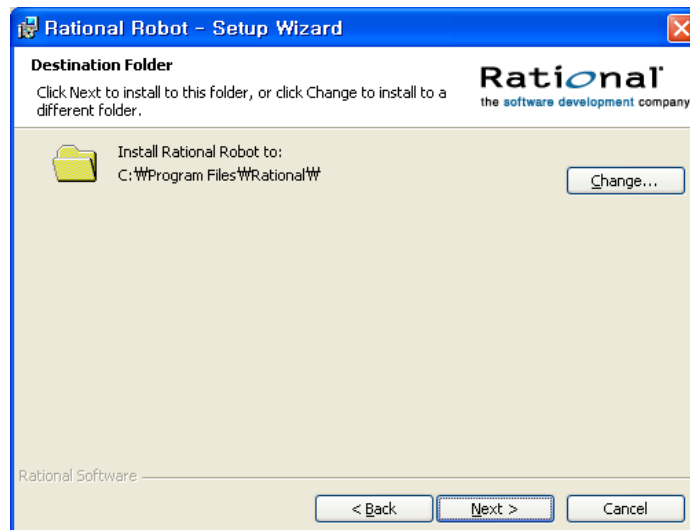 Rational Robot - Setup Wizard
Destination Folder
Click Next to install to this folder, or click Change to install to a
different folder.
Rational
the software development company
Install Rational Robot to:
C:₩Program Files₩Rational₩
Change...
Rational Software
< Back
Next >
Cancel